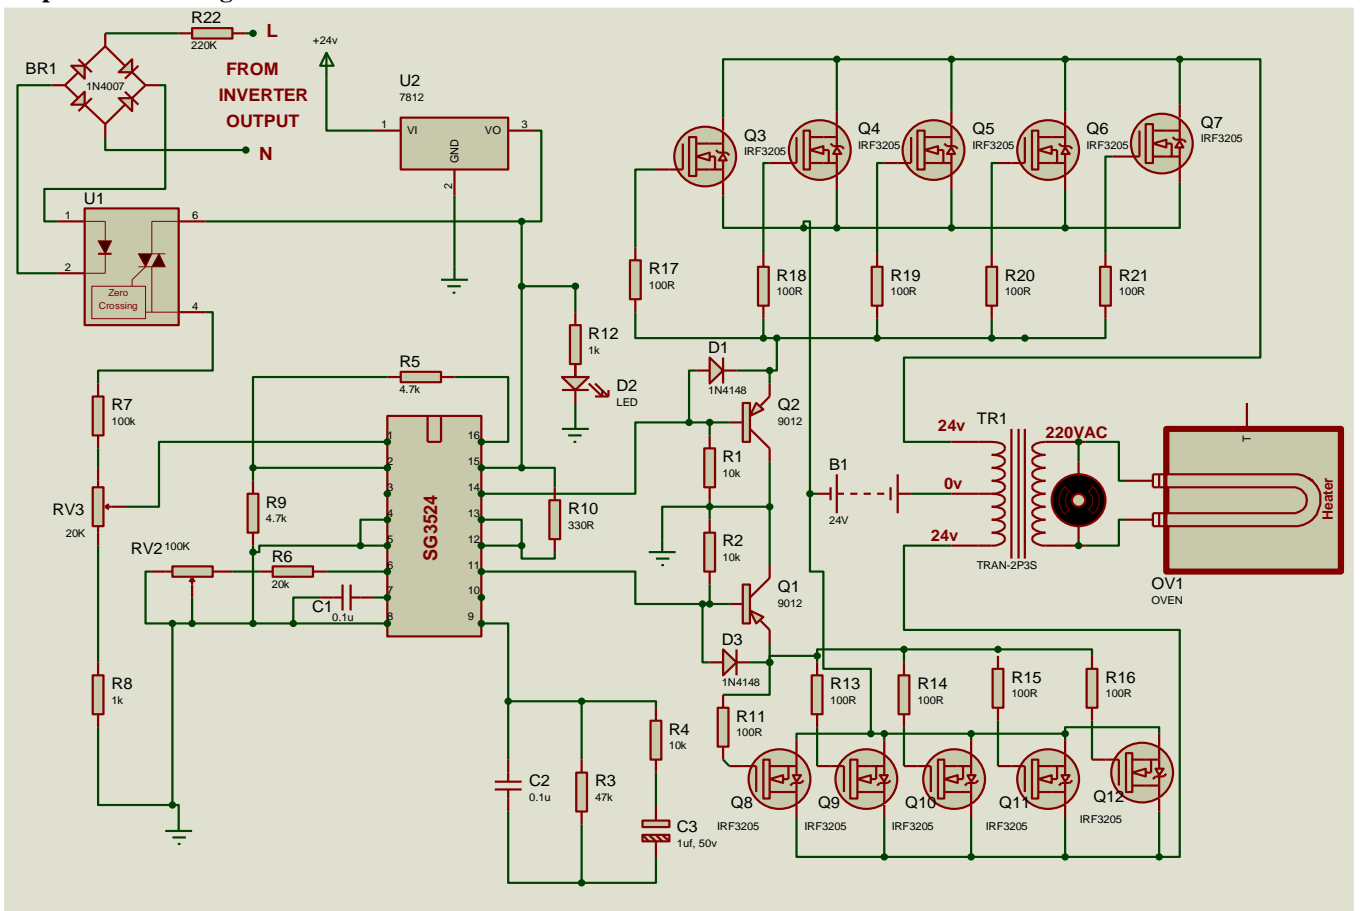 R22
220K
L
+24v
BR1
1N4007
FROM
INVERTER
OUTPUT
N
U2
7812
1
VI
VO
3
GND
2
Q3
IRF3205
Q4
IRF3205
Q5
IRF3205
Q6
IRF3205
Q7
IRF3205
U1
1
6
2
4
Zero
Crossing
R17
100R
R18
100R
R19
100R
R20
100R
R21
100R
R12
1k
D2
LED
R5
4.7k
D1
1N4148
Q2
9012
R7
100k
RV3
20K
R9
4.7k
RV2
100K
R6
20k
C1
0.1u
R8
1k
SG3524
1
2
3
4
5
6
7
8
16
15
14
13
12
11
10
9
R10
330R
R1
10k
R2
10k
Q1
9012
D3
1N4148
B1
24V
TR1
24v
0v
24v
TRAN-2P3S
220VAC
T
Heater
OV1
OVEN
R11
100R
R13
100R
R14
100R
R15
100R
R16
100R
Q8
IRF3205
Q9
IRF3205
Q10
IRF3205
Q11
IRF3205
Q12
IRF3205
C2
0.1u
R3
47k
R4
10k
C3
1uf, 50v